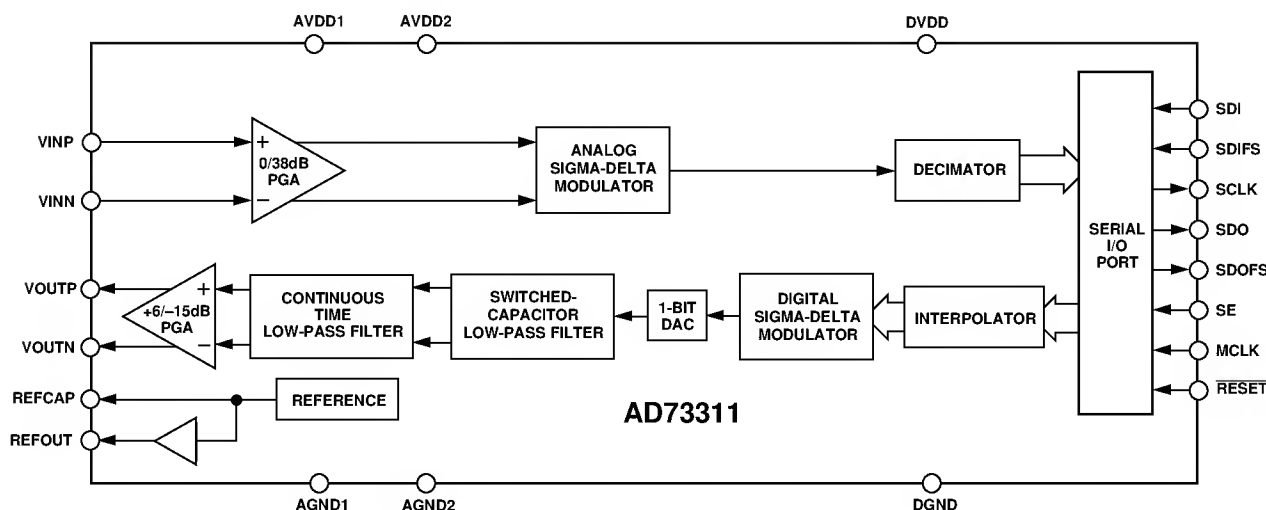 AVDD1
AVDD2
DVDD
VINP
VINN
+
0/38dB
PGA
−
ANALOG
SIGMA-DELTA
MODULATOR
DECIMATOR
SERIAL
I/O
PORT
SDI
SDIFS
SCLK
SDO
SDOFS
SE
MCLK
RESET
VOUTP
VOUTN
+
+6/−15dB
PGA
−
CONTINUOUS
TIME
LOW-PASS FILTER
SWITCHED-
CAPACITOR
LOW-PASS FILTER
1-BIT
DAC
DIGITAL
SIGMA-DELTA
MODULATOR
INTERPOLATOR
REFCAP
REFOUT
REFERENCE
AD73311
AGND1
AGND2
DGND